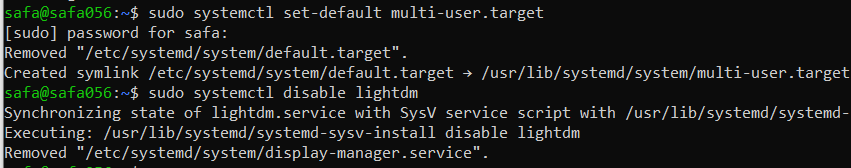 safa@safa056:~$ sudo systemctl set-default multi-user.target
[sudo] password for safa:
Removed "/etc/systemd/system/default.target".
Created symlink /etc/systemd/system/default.target → /usr/lib/systemd/system/multi-user.target
safa@safa056:~$ sudo systemctl disable lightdm
Synchronizing state of lightdm.service with SysV service script with /usr/lib/systemd/systemd-
Executing: /usr/lib/systemd/systemd-sysv-install disable lightdm
Removed "/etc/systemd/system/display-manager.service".